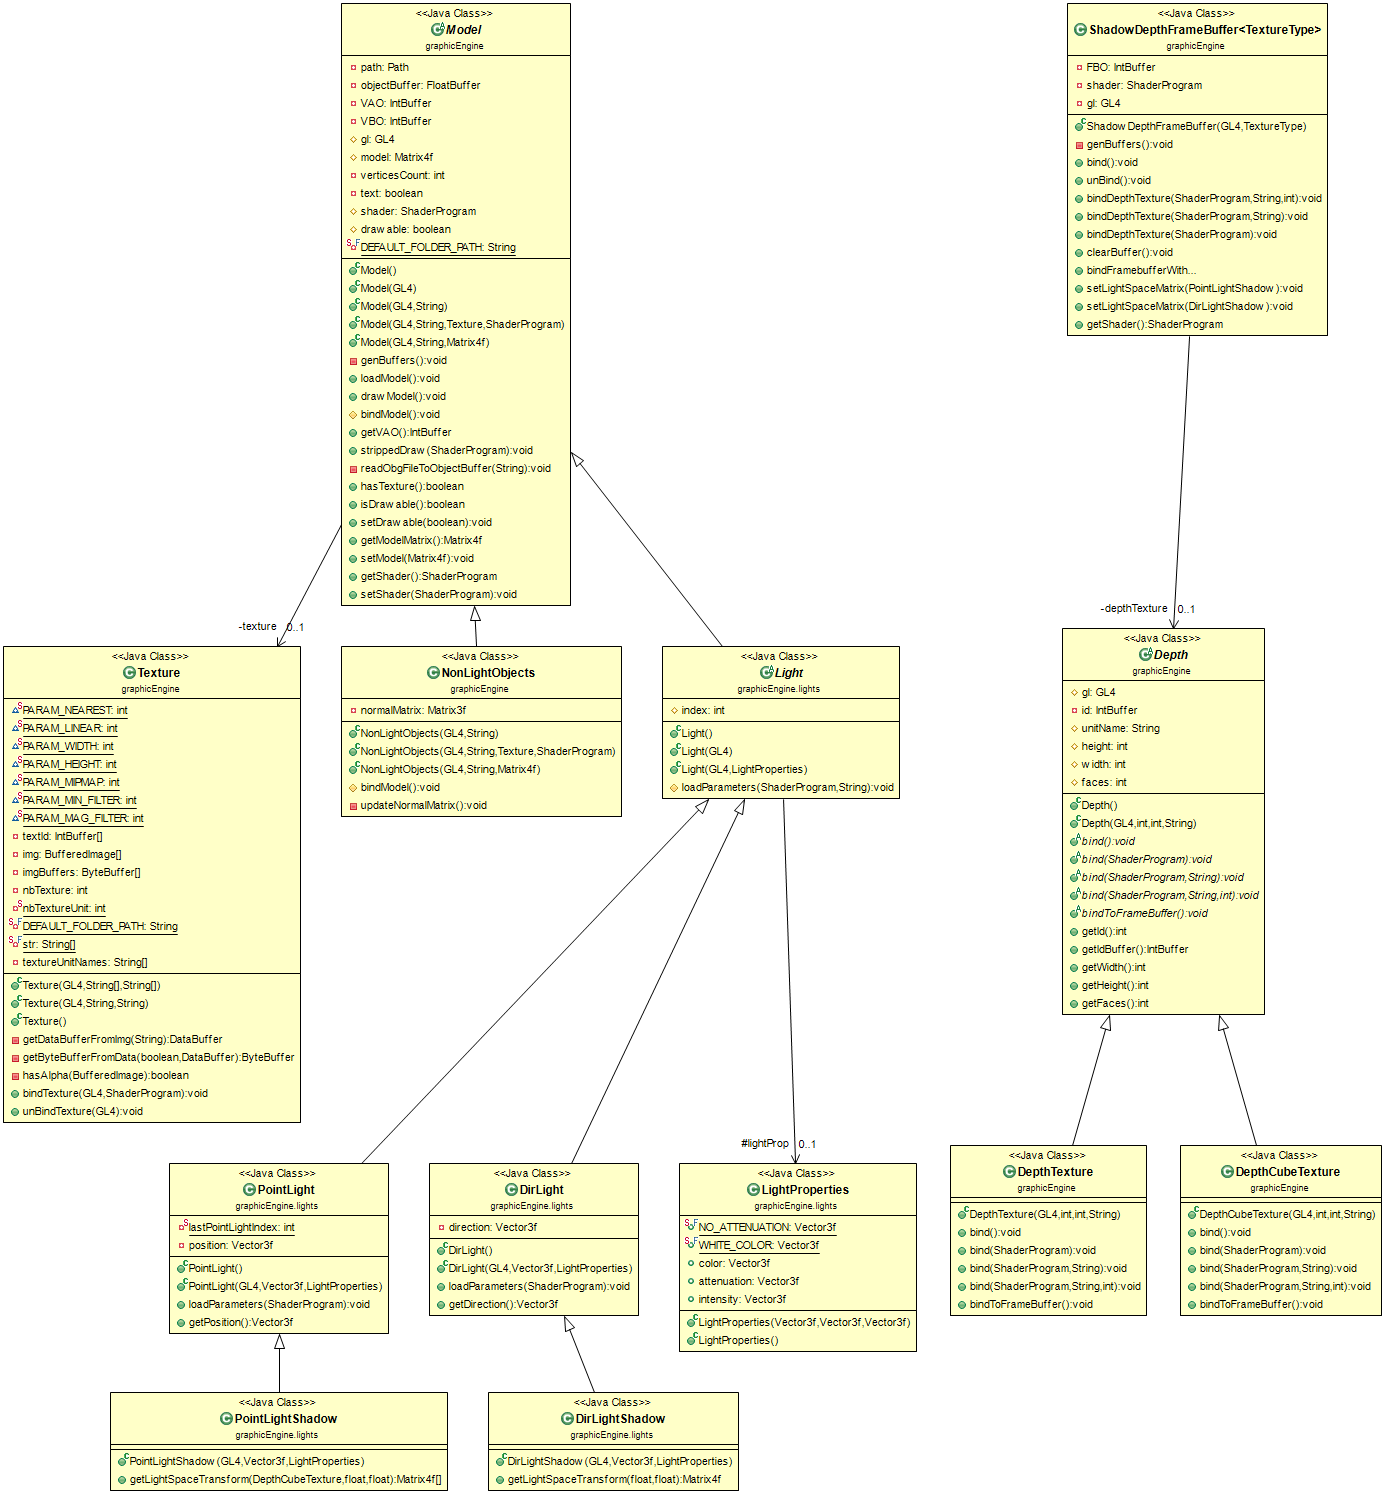 <<Java Class>>
Model
graphicEngine
path: Path
objectBuffer: FloatBuffer
VAO: IntBuffer
VBO: IntBuffer
gl: GL4
model: Matrix4f
verticesCount: int
text: boolean
shader: ShaderProgram
drawable: boolean
DEFAULT_FOLDER_PATH: String
Model()
Model(GL4)
Model(GL4,String)
Model(GL4,String,Texture,ShaderProgram)
Model(GL4,String,Matrix4f)
genBuffers():void
loadModel():void
drawModel():void
bindModel():void
getVAO():IntBuffer
strippedDraw(ShaderProgram):void
readObgFileToObjectBuffer(String):void
hasTexture():boolean
isDrawable():boolean
setDrawable(boolean):void
getModelMatrix():Matrix4f
setModel(Matrix4f):void
getShader():ShaderProgram
setShader(ShaderProgram):void
<<Java Class>>
ShadowDepthFrameBuffer<TextureType>
graphicEngine
FBO: IntBuffer
shader: ShaderProgram
gl: GL4
ShadowDepthFrameBuffer(GL4,TextureType)
genBuffers():void
bind():void
unBind():void
bindDepthTexture(ShaderProgram,String,int):void
bindDepthTexture(ShaderProgram,String):void
bindDepthTexture(ShaderProgram):void
clearBuffer():void
bindFramebufferWith...
setLightSpaceMatrix(PointLightShadow):void
setLightSpaceMatrix(DirLightShadow):void
getShader():ShaderProgram
-texture 0..1
-depthTexture 0..1
<<Java Class>>
Texture
graphicEngine
PARAM_NEAREST: int
PARAM_LINEAR: int
PARAM_WIDTH: int
PARAM_HEIGHT: int
PARAM_MIPMAP: int
PARAM_MIN_FILTER: int
PARAM_MAG_FILTER: int
textId: IntBuffer[]
img: BufferedImage[]
imgBuffers: ByteBuffer[]
nbTexture: int
nbTextureUnit: int
DEFAULT_FOLDER_PATH: String
str: String[]
textureUnitNames: String[]
Texture(GL4,String[],String[])
Texture(GL4,String,String)
Texture()
getDataBufferFromImg(String):DataBuffer
getByteBufferFromData(boolean,DataBuffer):ByteBuffer
hasAlpha(BufferedImage):boolean
bindTexture(GL4,ShaderProgram):void
unBindTexture(GL4):void
<<Java Class>>
NonLightObjects
graphicEngine
normalMatrix: Matrix3f
NonLightObjects(GL4,String)
NonLightObjects(GL4,String,Texture,ShaderProgram)
NonLightObjects(GL4,String,Matrix4f)
bindModel():void
updateNormalMatrix():void
<<Java Class>>
Light
graphicEngine.lights
index: int
Light()
Light(GL4)
Light(GL4,LightProperties)
loadParameters(ShaderProgram,String):void
<<Java Class>>
Depth
graphicEngine
gl: GL4
id: IntBuffer
unitName: String
height: int
width: int
faces: int
Depth()
Depth(GL4,int,int,String)
bind():void
bind(ShaderProgram):void
bind(ShaderProgram,String):void
bind(ShaderProgram,String,int):void
bindToFrameBuffer():void
getId():int
getIdBuffer():IntBuffer
getWidth():int
getHeight():int
getFaces():int
#lightProp 0..1
<<Java Class>>
PointLight
graphicEngine.lights
lastPointLightIndex: int
position: Vector3f
PointLight()
PointLight(GL4,Vector3f,LightProperties)
loadParameters(ShaderProgram):void
getPosition():Vector3f
<<Java Class>>
DirLight
graphicEngine.lights
direction: Vector3f
DirLight()
DirLight(GL4,Vector3f,LightProperties)
loadParameters(ShaderProgram):void
getDirection():Vector3f
<<Java Class>>
LightProperties
graphicEngine.lights
NO_ATTENUATION: Vector3f
WHITE_COLOR: Vector3f
color: Vector3f
attenuation: Vector3f
intensity: Vector3f
LightProperties(Vector3f,Vector3f,Vector3f)
LightProperties()
<<Java Class>>
DepthTexture
graphicEngine
DepthTexture(GL4,int,int,String)
bind():void
bind(ShaderProgram):void
bind(ShaderProgram,String):void
bind(ShaderProgram,String,int):void
bindToFrameBuffer():void
<<Java Class>>
DepthCubeTexture
graphicEngine
DepthCubeTexture(GL4,int,int,String)
bind():void
bind(ShaderProgram):void
bind(ShaderProgram,String):void
bind(ShaderProgram,String,int):void
bindToFrameBuffer():void
<<Java Class>>
PointLightShadow
graphicEngine.lights
PointLightShadow(GL4,Vector3f,LightProperties)
getLightSpaceTransform(DepthCubeTexture,float,float):Matrix4f[]
<<Java Class>>
DirLightShadow
graphicEngine.lights
DirLightShadow(GL4,Vector3f,LightProperties)
getLightSpaceTransform(float,float):Matrix4f